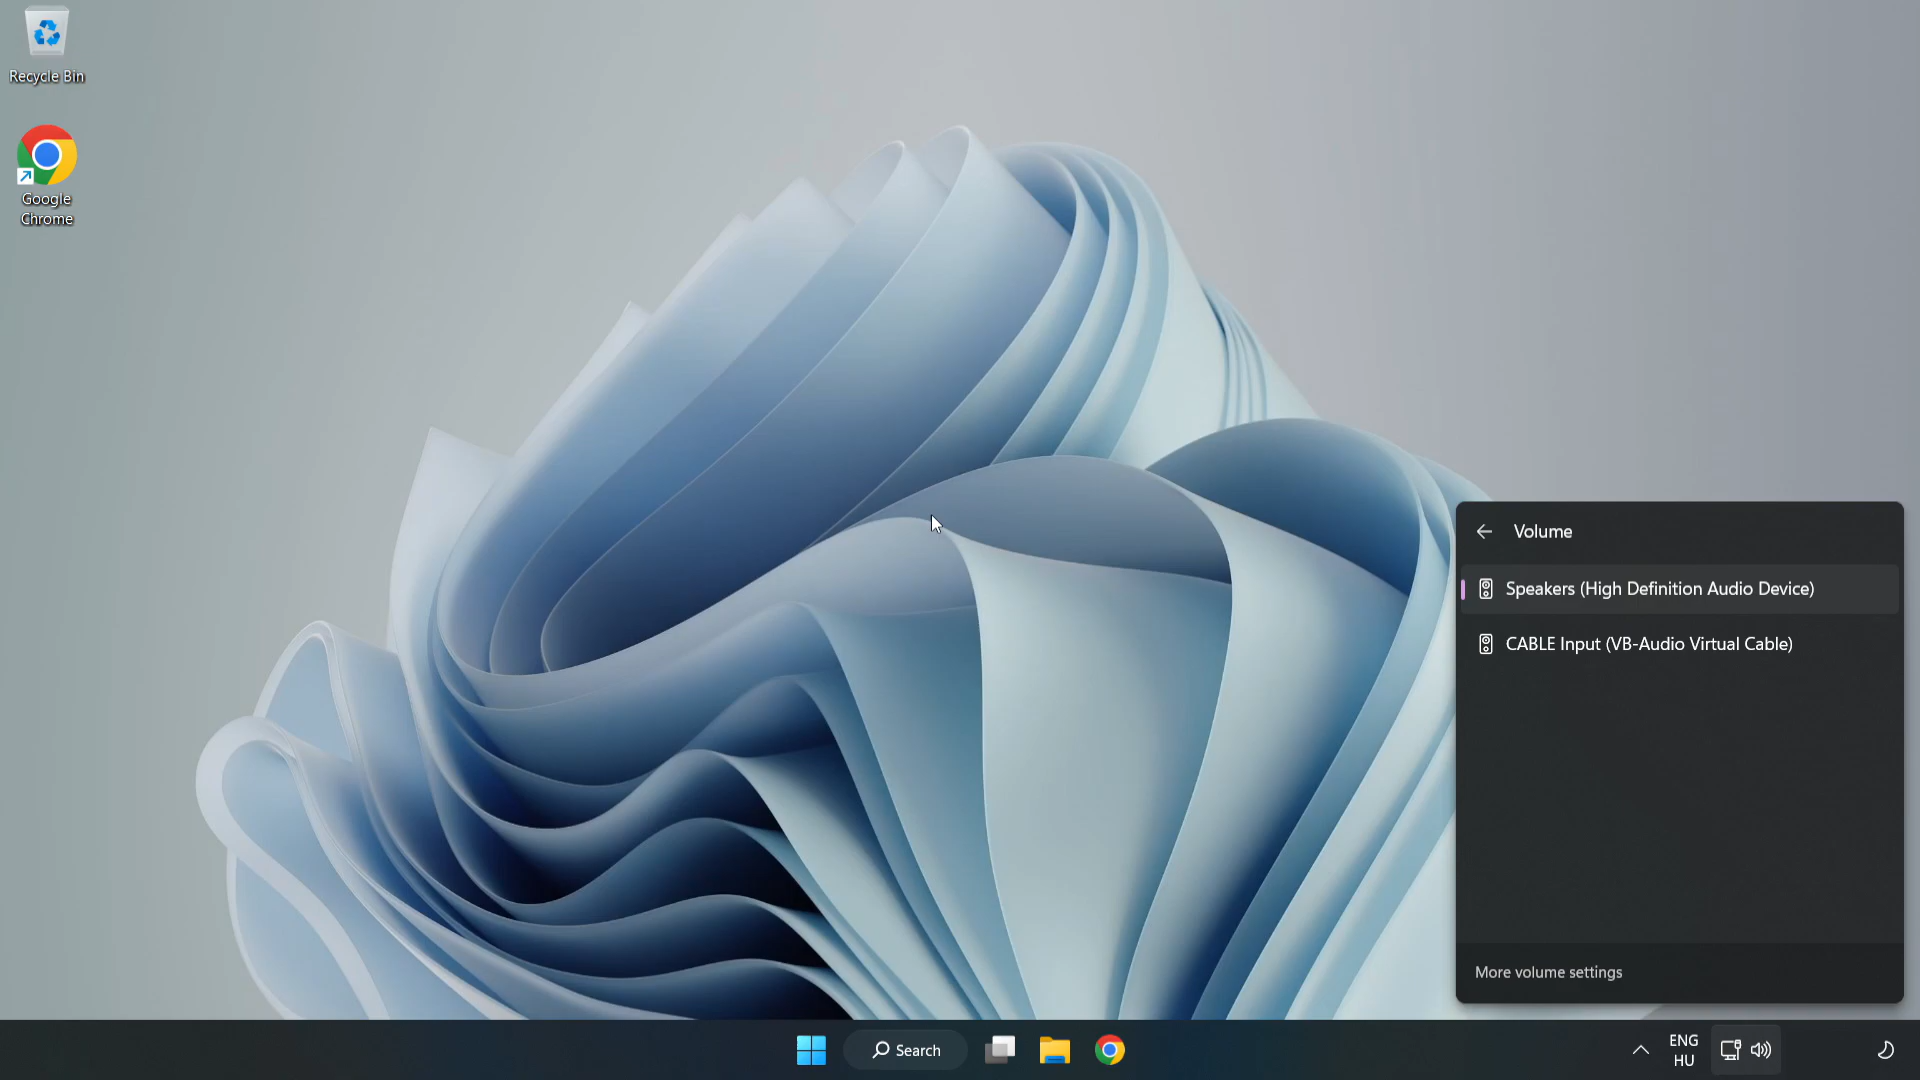 Recycle Bin
Google
Chrome
Volume
Speakers (High Definition Audio Device)
CABLE Input (VB-Audio Virtual Cable)
More volume settings
Search
ENG
HU